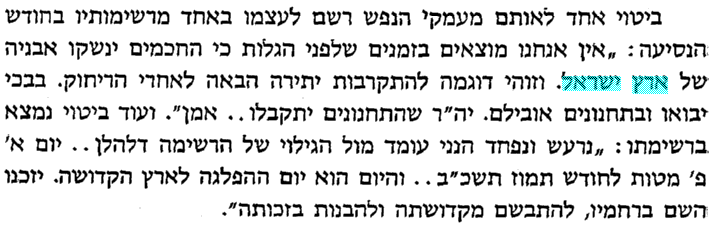 ביטוי אחד לאותם מעמקי הנפש רשם לעצמו באחד מרשימותיו בחודש
הנסיעה: „אין אנחנו מוצאים בזמנים שלפני הגלות כי החכמים ינשקו אבניה
של ארץ ישראל. וזוהי דוגמה להתקרבות יתירה הבאה לאחרי הריחוק. בבכי
יבואו ובתחנונים אובילם. יה״ר שהתחנונים יתקבלו.. אמן״. ועוד ביטוי נמצא
ברשימתו: „נרעש ונפחד הנני עומד מול הגילוי של הרשימה דלהלן.. יום א׳
פ׳ מטות לחודש תמוז תשכ״ב.. והיום הוא יום ההפלגה לארץ הקדושה. יזכנו
השם ברחמיו, להתבשם מקדושתה ולהבנות בזכותה״.